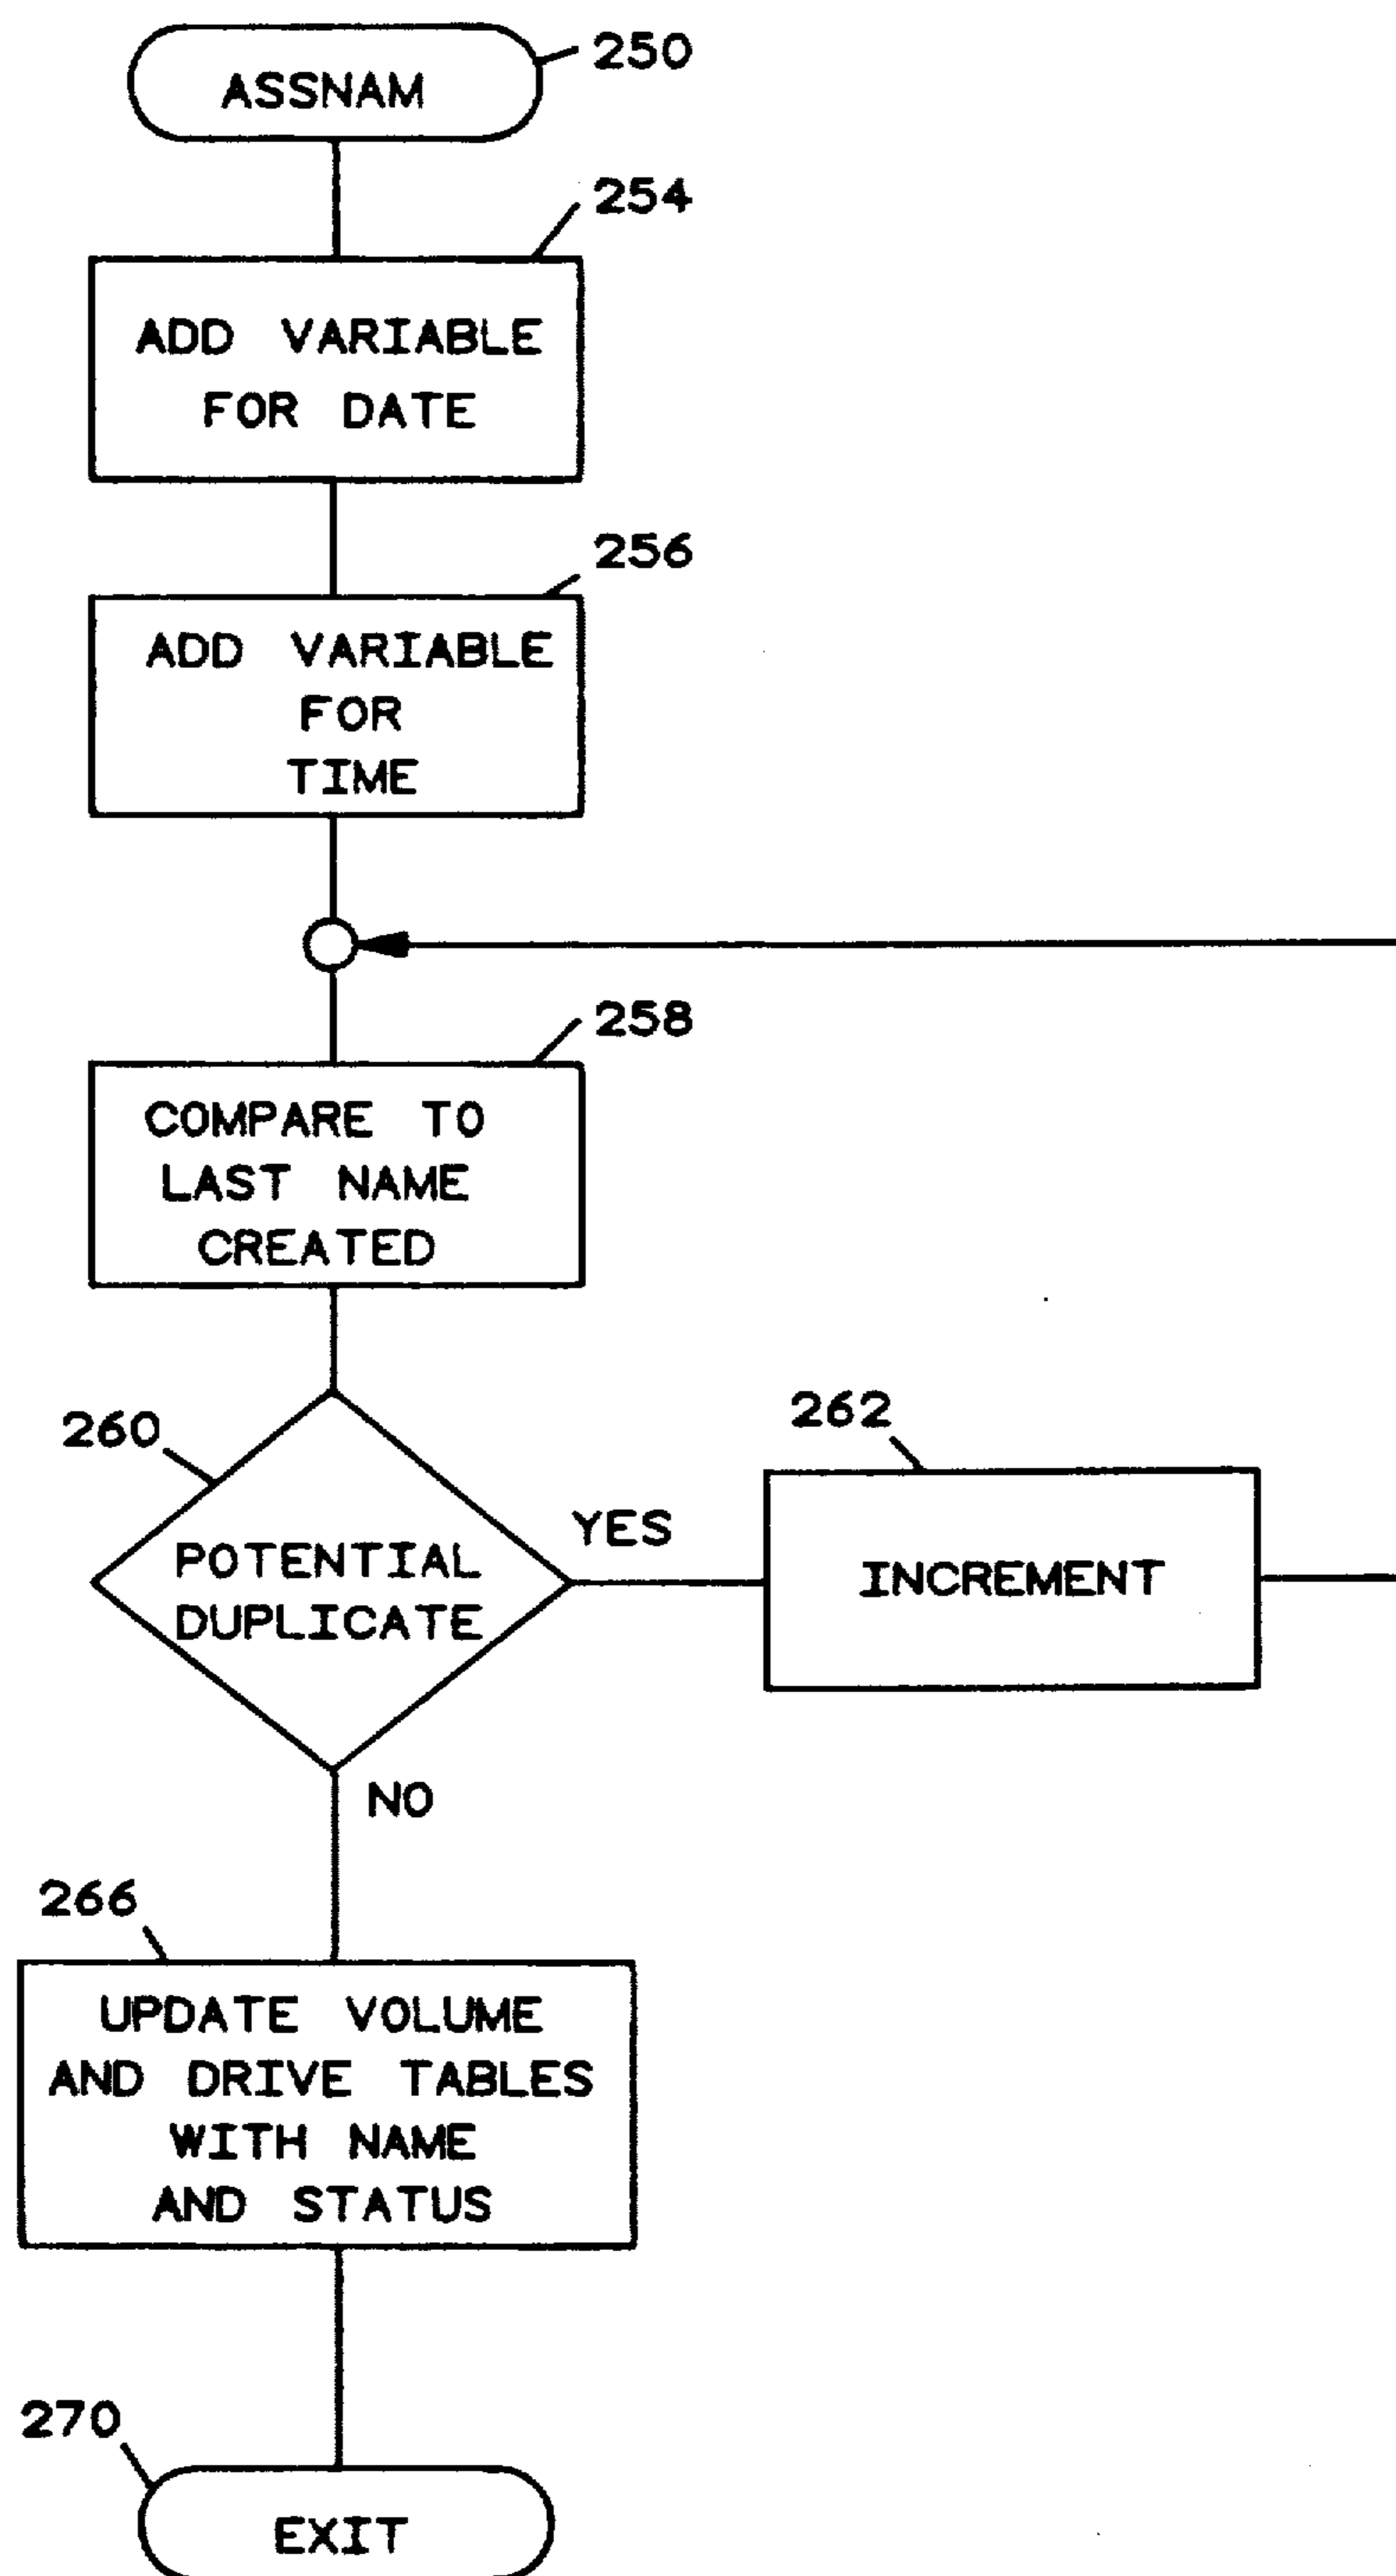 250
ASSNAM
254
ADD VARIABLE
FOR DATE
256
ADD VARIABLE
FOR
TIME
258
COMPARE TO
LAST NAME
CREATED
260
POTENTIAL
DUPLICATE
YES
262
INCREMENT
NO
266
UPDATE VOLUME
AND DRIVE TABLES
WITH NAME
AND STATUS
270
EXIT